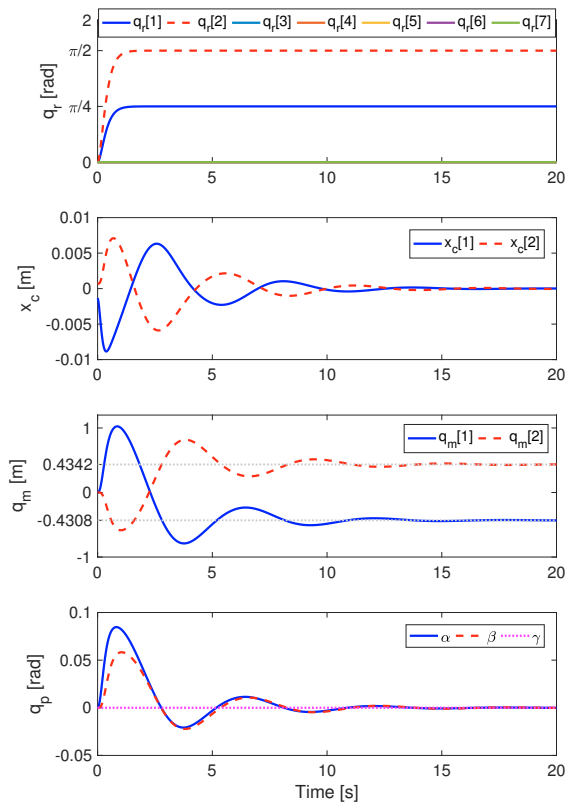 q_r[1] q_r[2] q_r[3] q_r[4] q_r[5] q_r[6] q_r[7]
2
π/2
π/4
0
q_r [rad]
0 5 10 15 20
0.01
0.005
0
-0.005
-0.01
x_c [m]
x_c[1] x_c[2]
0 5 10 15 20
1
0.4342
0
-0.4308
-1
q_m [m]
q_m[1] q_m[2]
0 5 10 15 20
0.1
0.05
0
-0.05
q_p [rad]
α β γ
0 5 10 15 20
Time [s]